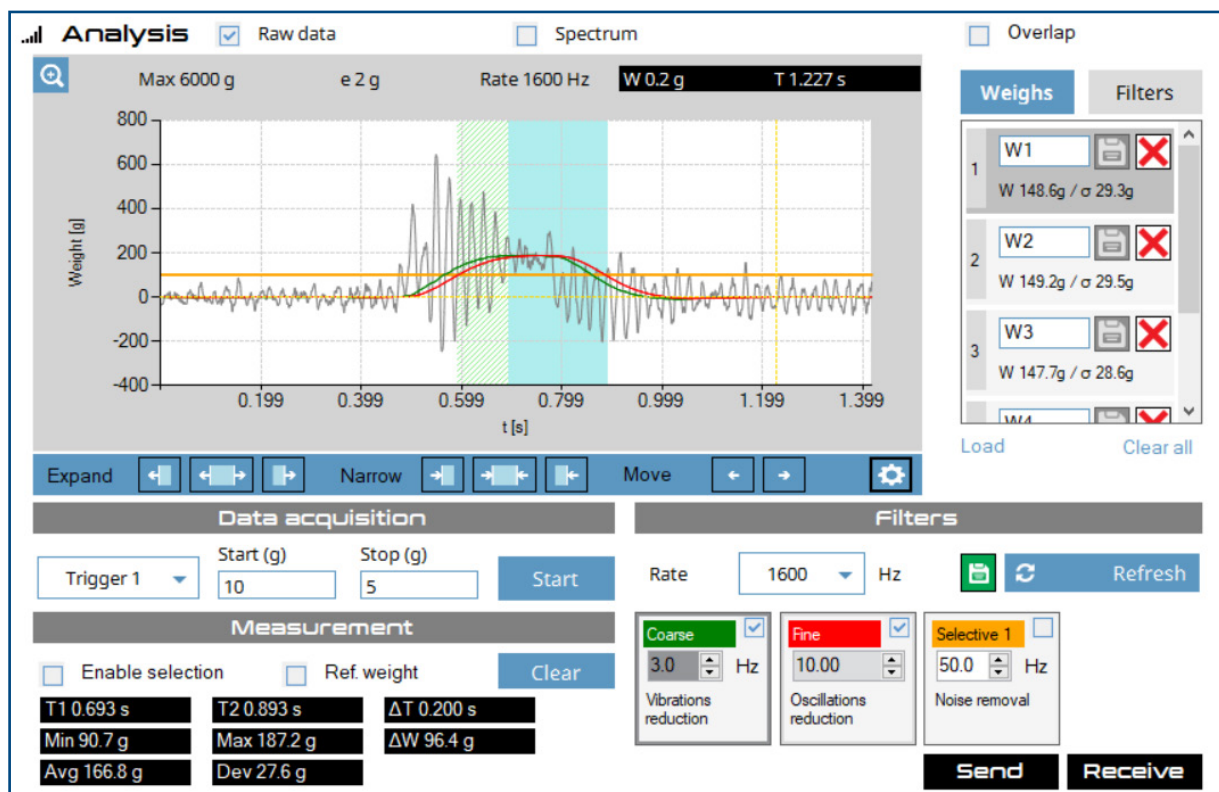 Analysis Raw data Spectrum Overlap
Max 6000 g e 2 g Rate 1600 Hz W 0.2 g T 1.227 s
Weighs Filters
800
600
400
200
0
-200
-400
Weight [g]
0.199 0.399 0.599 0.799 0.999 1.199 1.399
t [s]
1
W1
W 148.6g / σ 29.3g
2
W2
W 149.2g / σ 29.5g
3
W3
W 147.7g / σ 28.6g
W4
Load Clear all
Expand Narrow Move
Data acquisition
Start (g) Stop (g)
Trigger 1 10 5 Start
Measurement
Enable selection Ref. weight Clear
T1 0.693 s T2 0.893 s ΔT 0.200 s
Min 90.7 g Max 187.2 g ΔW 96.4 g
Avg 166.8 g Dev 27.6 g
Filters
Rate 1600 Hz Refresh
Coarse
3.0 Hz
Vibrations
reduction
Fine
10.00
Oscillations
reduction
Selective 1
50.0 Hz
Noise removal
Send Receive